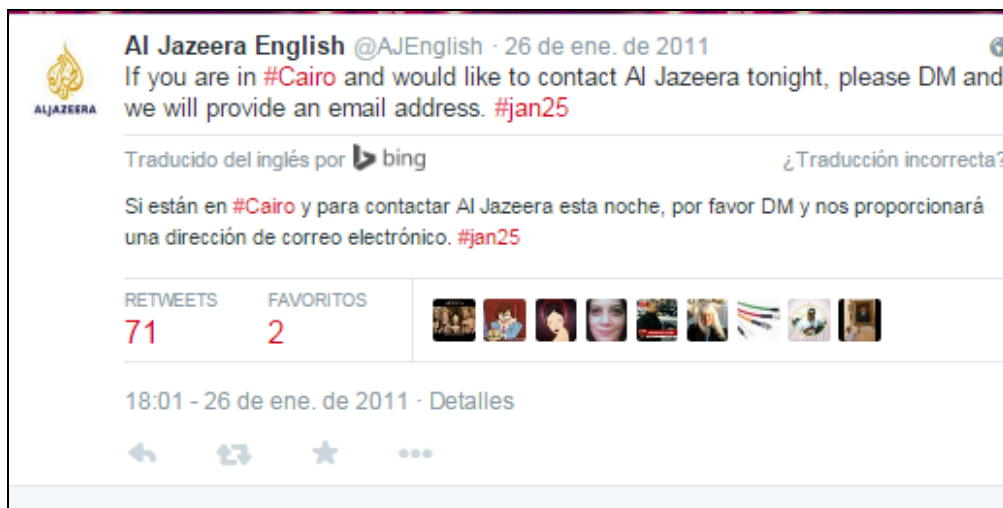 Al Jazeera English @AJEnglish · 26 de ene. de 2011
If you are in #Cairo and would like to contact Al Jazeera tonight, please DM and
we will provide an email address. #jan25
ALJAZEERA
Traducido del inglés por bing ¿Traducción incorrecta?
Si están en #Cairo y para contactar Al Jazeera esta noche, por favor DM y nos proporcionará
una dirección de correo electrónico. #jan25
RETWEETS FAVORITOS
71 2
18:01 - 26 de ene. de 2011 · Detalles